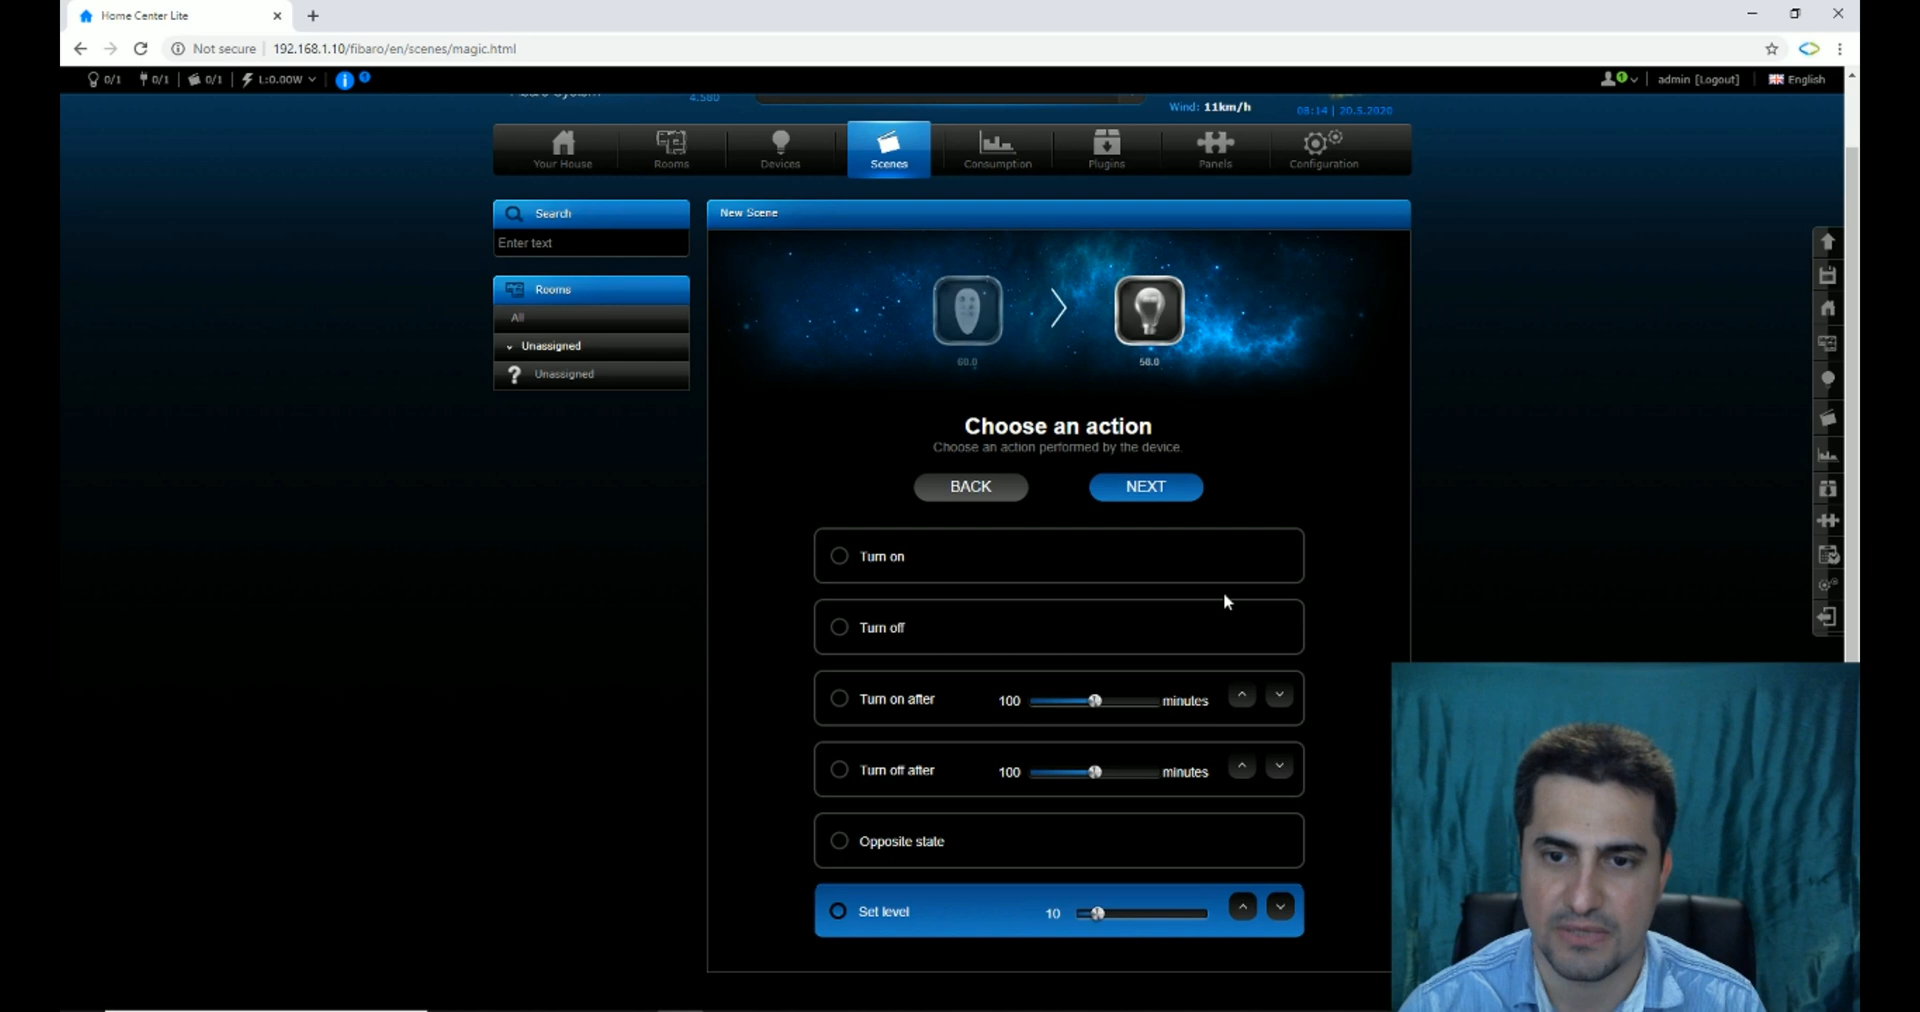 Home Center Lite
Not secure
192.168.1.10/fibaro/en/scenes/magic.html
0/1
0/1
0/1
L:0.00W
admin [Logout]
English
4.580
Wind: 11km/h
08:14 | 20.5.2020
Your House
Rooms
Devices
Scenes
Consumption
Plugins
Panels
Configuration
Search
Enter text
Rooms
All
Unassigned
Unassigned
New Scene
60.0
58.0
Choose an action
Choose an action performed by the device.
BACK
NEXT
Turn on
Turn off
Turn on after 100 minutes
Turn off after 100 minutes
Opposite state
Set level 10